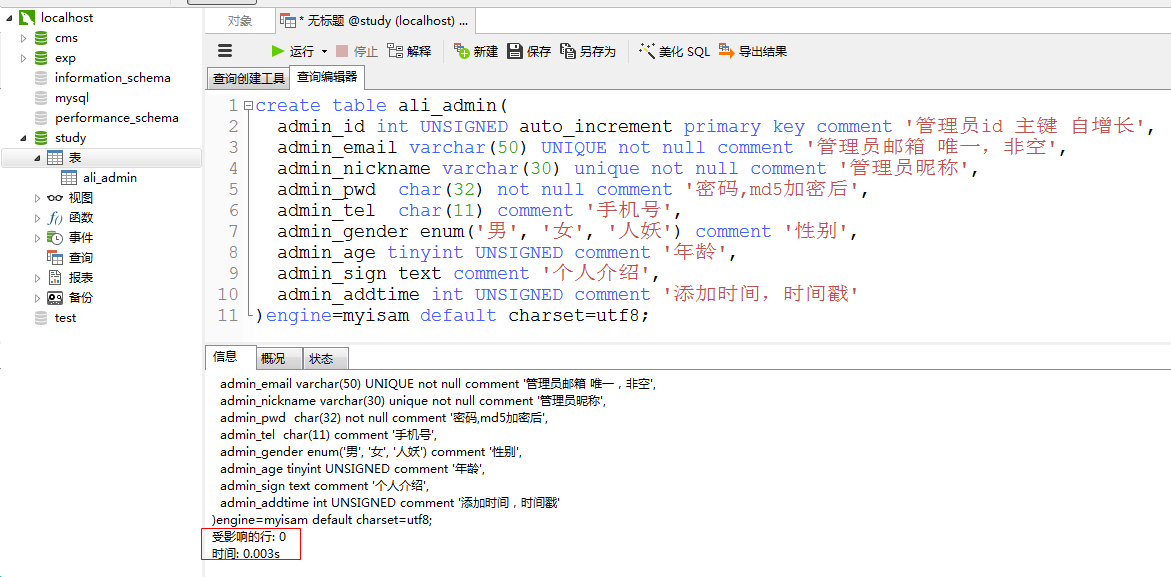 localhost
cms
exp
information_schema
mysql
performance_schema
study
表
ali_admin
视图
函数
事件
查询
报表
备份
test
对象
* 无标题 @study (localhost) ...
运行 停止 解释 新建 保存 另存为 美化 SQL 导出结果
查询创建工具 查询编辑器
1 create table ali_admin(
2 admin_id int UNSIGNED auto_increment primary key comment '管理员id 主键 自增长',
3 admin_email varchar(50) UNIQUE not null comment '管理员邮箱 唯一，非空',
4 admin_nickname varchar(30) unique not null comment '管理员昵称',
5 admin_pwd  char(32) not null comment '密码,md5加密后',
6 admin_tel  char(11) comment '手机号',
7 admin_gender enum('男', '女', '人妖') comment '性别',
8 admin_age tinyint UNSIGNED comment '年龄',
9 admin_sign text comment '个人介绍',
10 admin_addtime int UNSIGNED comment '添加时间，时间戳'
11 )engine=myisam default charset=utf8;
信息 概况 状态
admin_email varchar(50) UNIQUE not null comment '管理员邮箱 唯一，非空',
admin_nickname varchar(30) unique not null comment '管理员昵称',
admin_pwd  char(32) not null comment '密码,md5加密后',
admin_tel  char(11) comment '手机号',
admin_gender enum('男', '女', '人妖') comment '性别',
admin_age tinyint UNSIGNED comment '年龄',
admin_sign text comment '个人介绍',
admin_addtime int UNSIGNED comment '添加时间，时间戳'
)engine=myisam default charset=utf8;
受影响的行: 0
时间: 0.003s